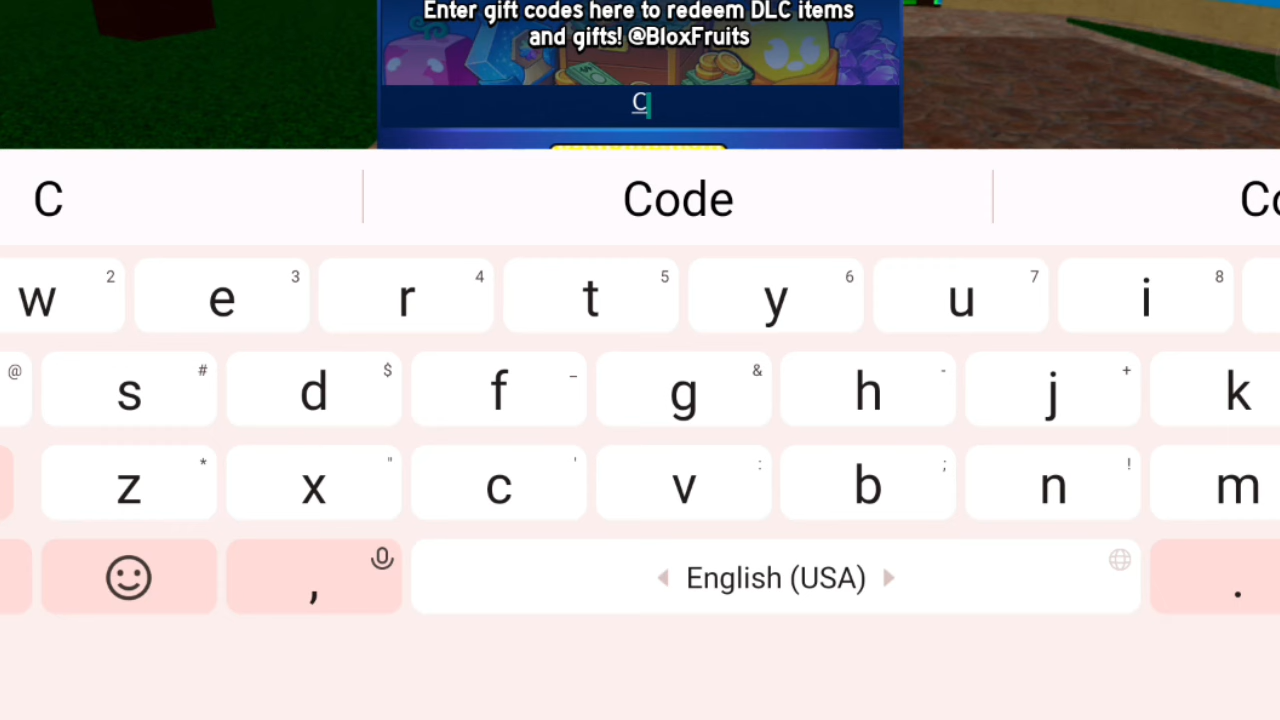 Enter gift codes here to redeem DLC items
and gifts! @BloxFruits
C
C Code
w 2 e 3 r 4 t 5 y 6 u 7 i 8
@ s # d $ f _ g & h - j + k
z * x " c ' v : b ; n ! m
, English (USA) .